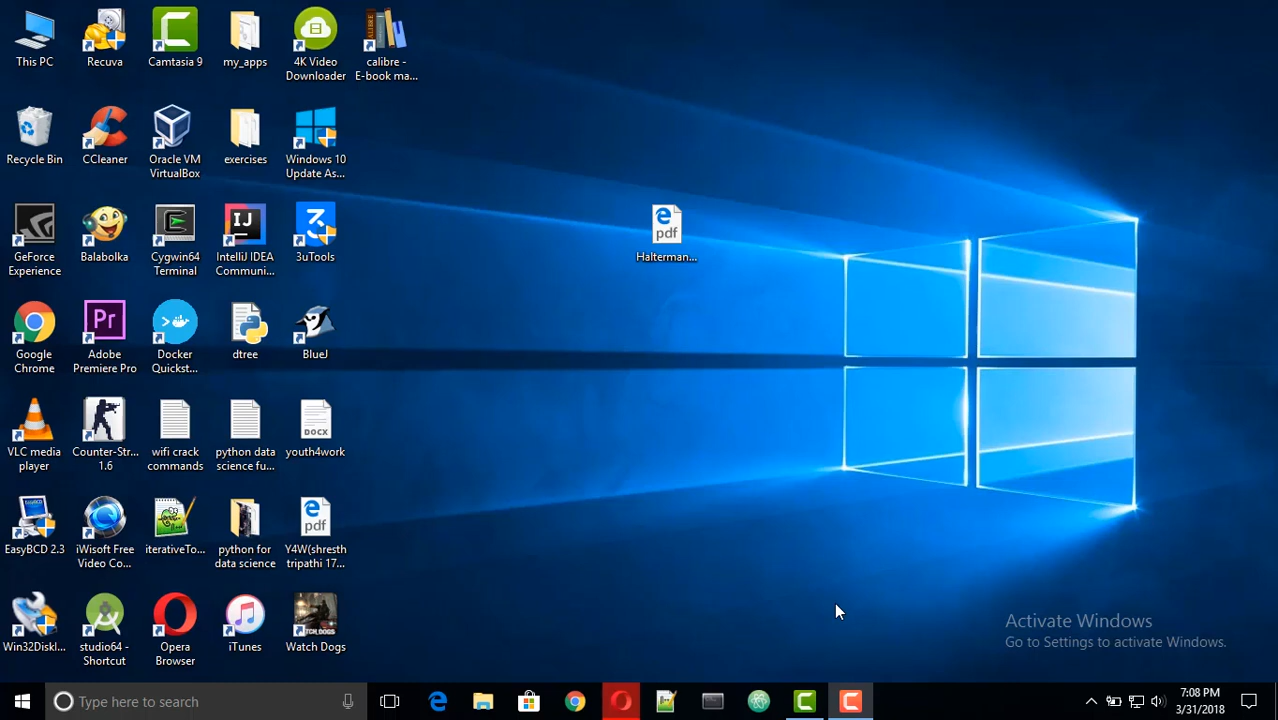 This PC
Recuva
Camtasia 9
my_apps
4K Video
Downloader
calibre -
E-book ma...
Recycle Bin
CCleaner
Oracle VM
VirtualBox
exercises
Windows 10
Update As...
GeForce
Experience
Balabolka
Cygwin64
Terminal
IntelliJ IDEA
Communi...
3uTools
pdf
Halterman...
Google
Chrome
Adobe
Premiere Pro
Docker
Quickst...
dtree
BlueJ
VLC media
player
Counter-Str...
1.6
wifi crack
commands
python data
science fu...
DOCX
youth4work
EasyBCD 2.3
iWisoft Free
Video Co...
iterativeTo...
python for
data science
pdf
Y4W(shresth
tripathi 17...
Win32DiskI...
studio64 -
Shortcut
Opera
Browser
iTunes
Watch Dogs
Activate Windows
Go to Settings to activate Windows.
Type here to search
7:08 PM
3/31/2018